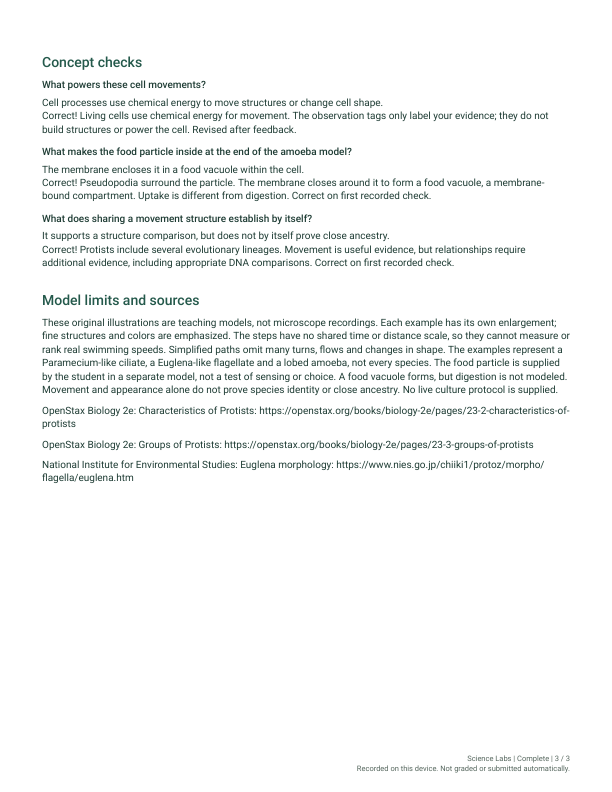 Concept checks
What powers these cell movements?
Cell processes use chemical energy to move structures or change cell shape.
Correct! Living cells use chemical energy for movement. The observation tags only label your evidence; they do not
build structures or power the cell. Revised after feedback.
What makes the food particle inside at the end of the amoeba model?
The membrane encloses it in a food vacuole within the cell.
Correct! Pseudopodia surround the particle. The membrane closes around it to form a food vacuole, a membrane-
bound compartment. Uptake is different from digestion. Correct on first recorded check.
What does sharing a movement structure establish by itself?
It supports a structure comparison, but does not by itself prove close ancestry.
Correct! Protists include several evolutionary lineages. Movement is useful evidence, but relationships require
additional evidence, including appropriate DNA comparisons. Correct on first recorded check.
Model limits and sources
These original illustrations are teaching models, not microscope recordings. Each example has its own enlargement;
fine structures and colors are emphasized. The steps have no shared time or distance scale, so they cannot measure or
rank real swimming speeds. Simplified paths omit many turns, flows and changes in shape. The examples represent a
Paramecium-like ciliate, a Euglena-like flagellate and a lobed amoeba, not every species. The food particle is supplied
by the student in a separate model, not a test of sensing or choice. A food vacuole forms, but digestion is not modeled.
Movement and appearance alone do not prove species identity or close ancestry. No live culture protocol is supplied.
OpenStax Biology 2e: Characteristics of Protists: https://openstax.org/books/biology-2e/pages/23-2-characteristics-of-
protists
OpenStax Biology 2e: Groups of Protists: https://openstax.org/books/biology-2e/pages/23-3-groups-of-protists
National Institute for Environmental Studies: Euglena morphology: https://www.nies.go.jp/chiiki1/protoz/morpho/
flagella/euglena.htm
Science Labs | Complete | 3 / 3
Recorded on this device. Not graded or submitted automatically.